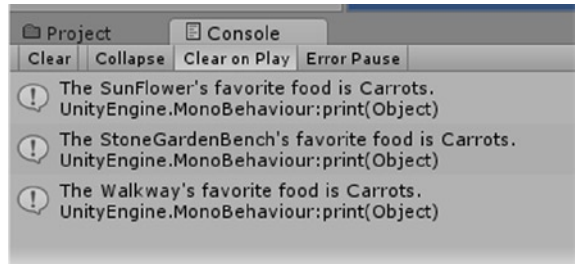 Project Console
Clear Collapse Clear on Play Error Pause
The SunFlower's favorite food is Carrots.
UnityEngine.MonoBehaviour:print(Object)
The StoneGardenBench's favorite food is Carrots.
UnityEngine.MonoBehaviour:print(Object)
The Walkway's favorite food is Carrots.
UnityEngine.MonoBehaviour:print(Object)